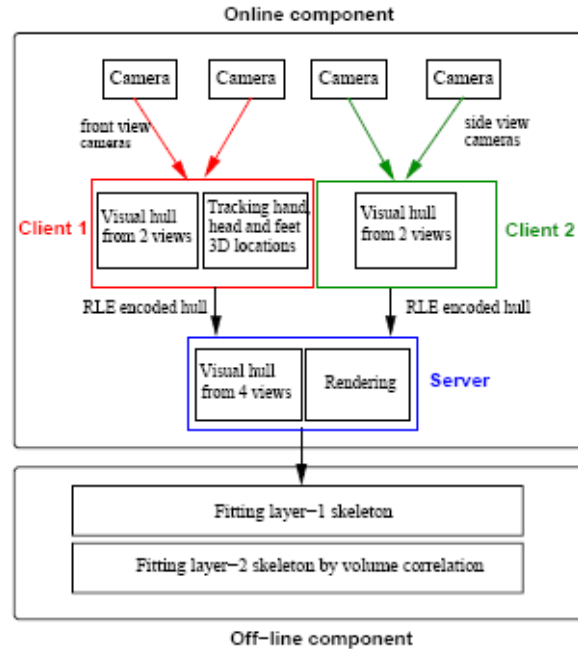 Online component
Camera
Camera
Camera
Camera
front view
cameras
side view
cameras
Client 1
Visual hull
from 2 views
Tracking hand,
head and feet
3D locations
Visual hull
from 2 views
Client 2
RLE encoded hull
RLE encoded hull
Visual hull
from 4 views
Rendering
Server
Fitting layer-1 skeleton
Fitting layer-2 skeleton by volume correlation
Off-line component